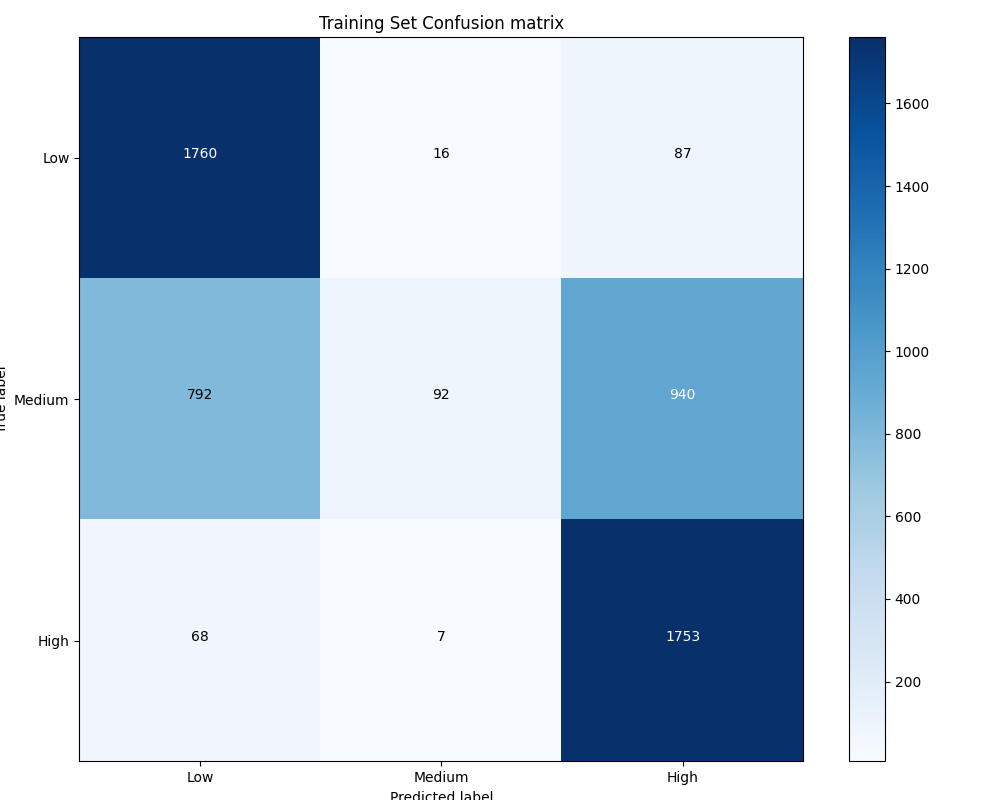 Training Set Confusion matrix
Low 1760 16 87
Medium 792 92 940
High 68 7 1753
Low Medium High
Predicted label
True label
1600
1400
1200
1000
800
600
400
200